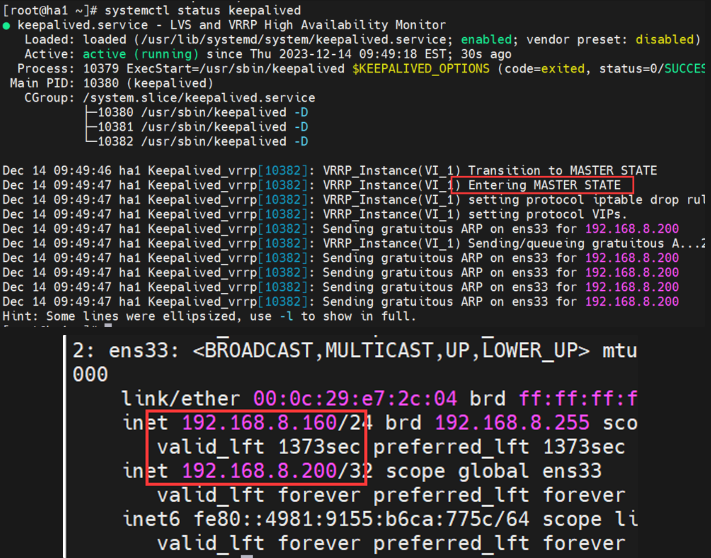 [root@ha1 ~]# systemctl status keepalived
● keepalived.service - LVS and VRRP High Availability Monitor
Loaded: loaded (/usr/lib/systemd/system/keepalived.service; enabled; vendor preset: disabled)
Active: active (running) since Thu 2023-12-14 09:49:18 EST; 30s ago
Process: 10379 ExecStart=/usr/sbin/keepalived $KEEPALIVED_OPTIONS (code=exited, status=0/SUCCES
Main PID: 10380 (keepalived)
CGroup: /system.slice/keepalived.service
├─10380 /usr/sbin/keepalived -D
├─10381 /usr/sbin/keepalived -D
└─10382 /usr/sbin/keepalived -D
Dec 14 09:49:46 ha1 Keepalived_vrrp[10382]: VRRP_Instance(VI_1) Transition to MASTER STATE
Dec 14 09:49:47 ha1 Keepalived_vrrp[10382]: VRRP_Instance(VI_1) Entering MASTER STATE
Dec 14 09:49:47 ha1 Keepalived_vrrp[10382]: VRRP_Instance(VI_1) setting protocol iptable drop rul
Dec 14 09:49:47 ha1 Keepalived_vrrp[10382]: VRRP_Instance(VI_1) setting protocol VIPs.
Dec 14 09:49:47 ha1 Keepalived_vrrp[10382]: Sending gratuitous ARP on ens33 for 192.168.8.200
Dec 14 09:49:47 ha1 Keepalived_vrrp[10382]: VRRP_Instance(VI_1) Sending/queueing gratuitous A...2
Dec 14 09:49:47 ha1 Keepalived_vrrp[10382]: Sending gratuitous ARP on ens33 for 192.168.8.200
Dec 14 09:49:47 ha1 Keepalived_vrrp[10382]: Sending gratuitous ARP on ens33 for 192.168.8.200
Dec 14 09:49:47 ha1 Keepalived_vrrp[10382]: Sending gratuitous ARP on ens33 for 192.168.8.200
Dec 14 09:49:47 ha1 Keepalived_vrrp[10382]: Sending gratuitous ARP on ens33 for 192.168.8.200
Hint: Some lines were ellipsized, use -l to show in full.
2: ens33: <BROADCAST,MULTICAST,UP,LOWER_UP> mtu
000
link/ether 00:0c:29:e7:2c:04 brd ff:ff:ff:f
inet 192.168.8.160/24 brd 192.168.8.255 sco
valid_lft 1373sec preferred_lft 1373sec
inet 192.168.8.200/32 scope global ens33
valid_lft forever preferred_lft forever
inet6 fe80::4981:9155:b6ca:775c/64 scope li
valid_lft forever preferred_lft forever